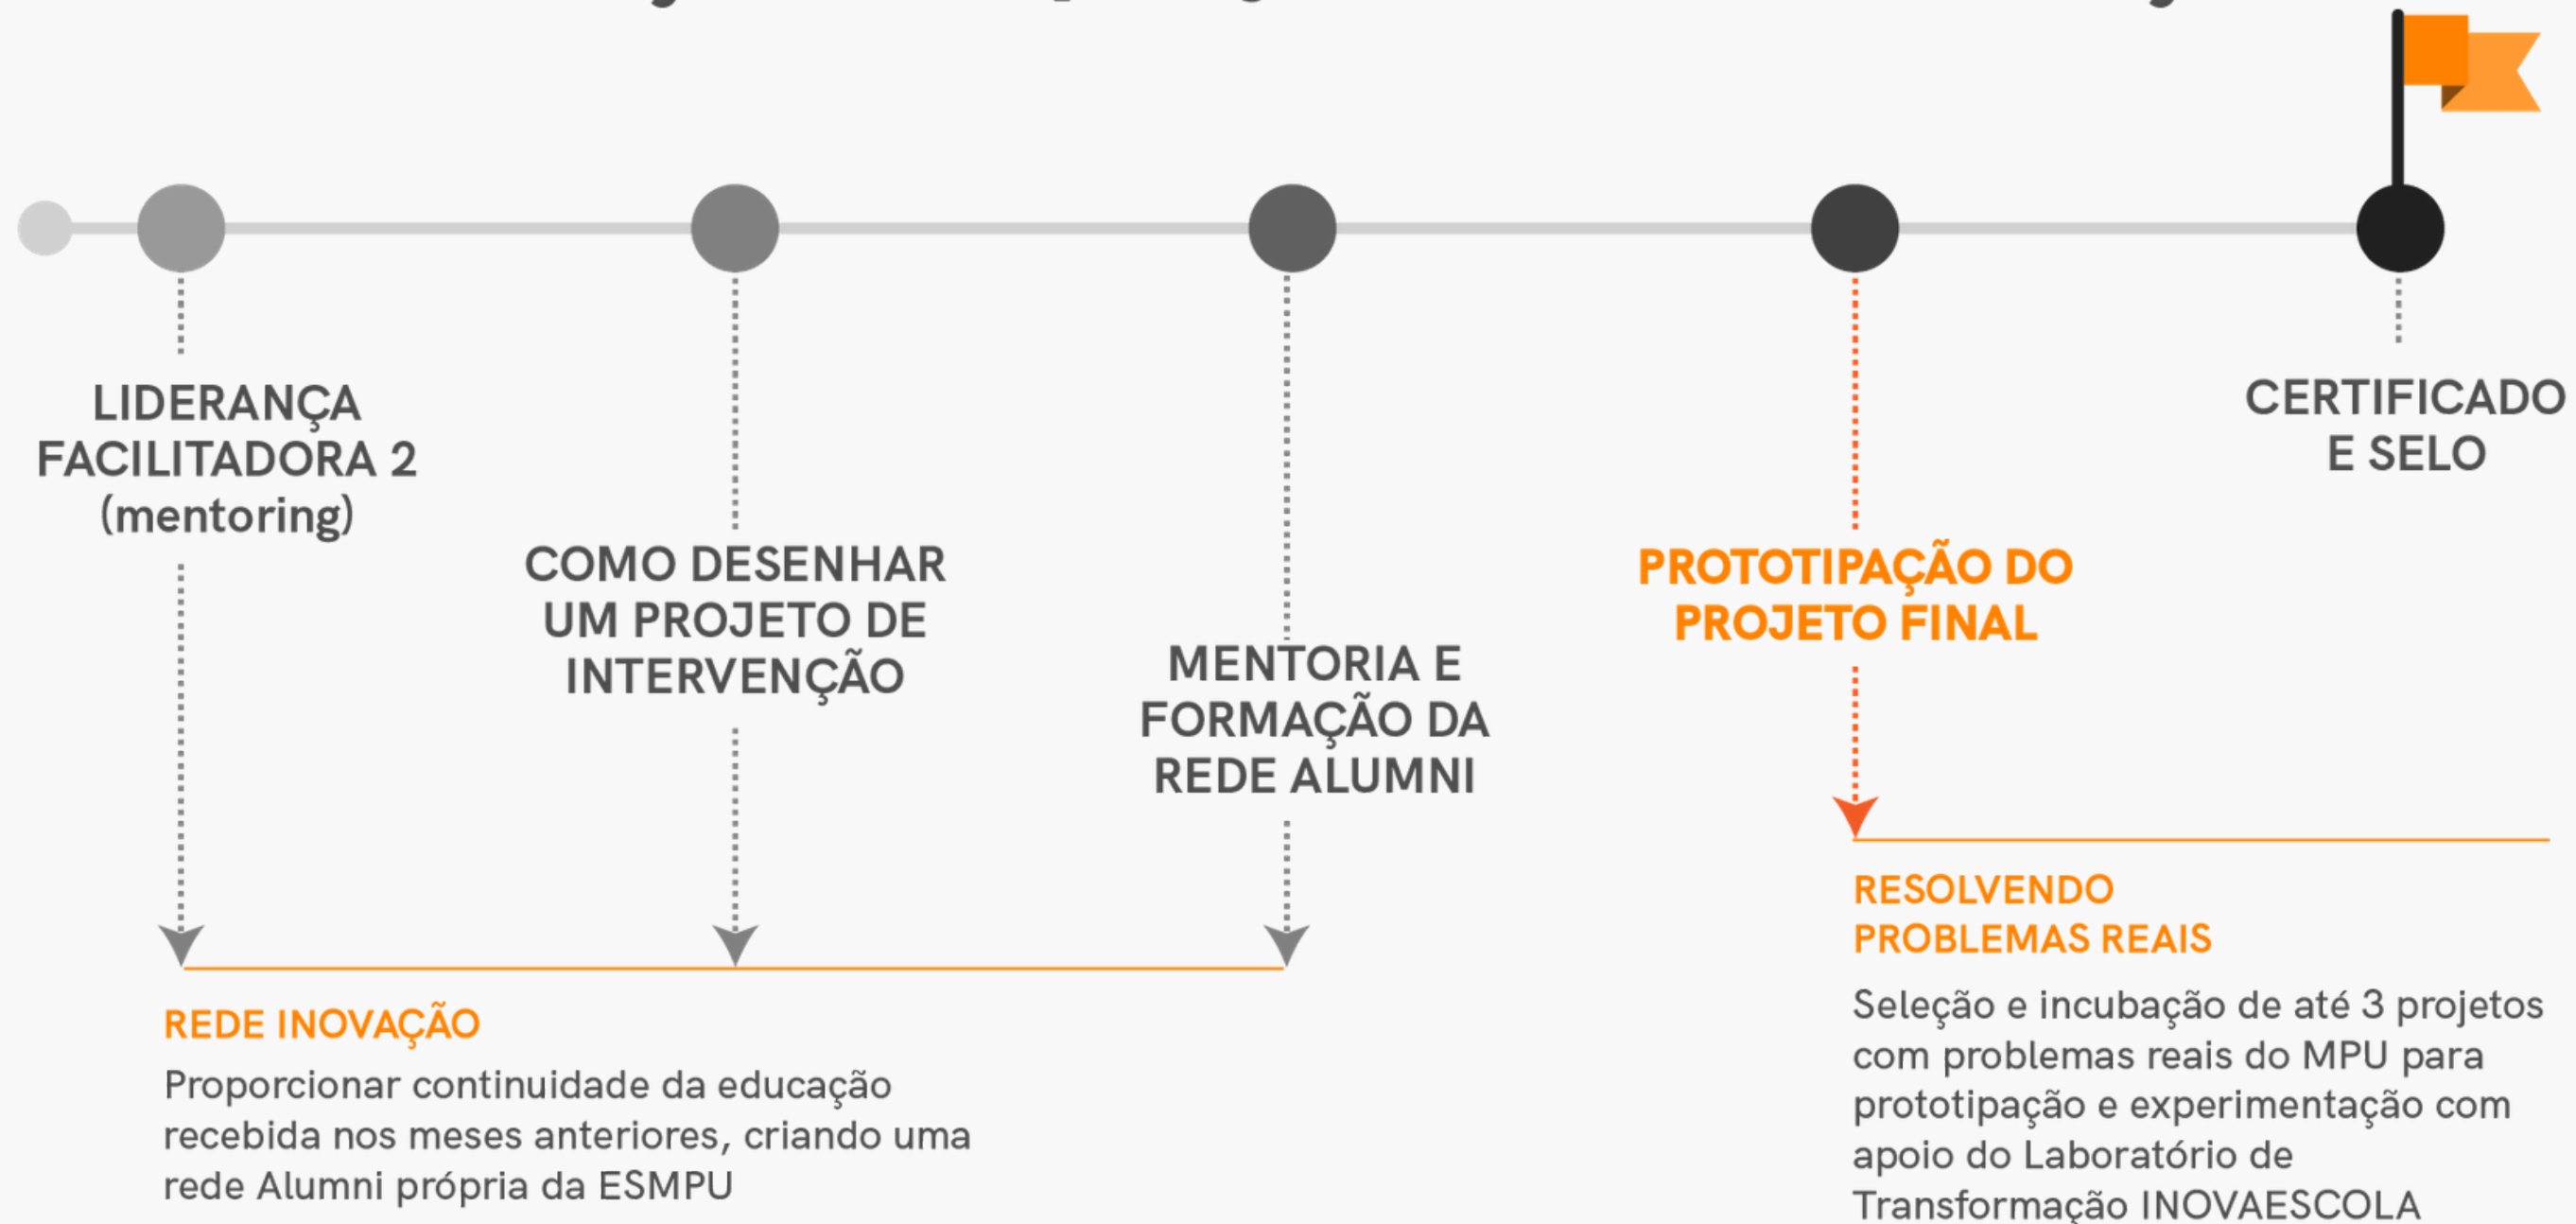 LIDERANÇA
FACILITADORA 2
(mentoring)
COMO DESENHAR
UM PROJETO DE
INTERVENÇÃO
MENTORIA E
FORMAÇÃO DA
REDE ALUMNI
PROTOTIPAÇÃO DO
PROJETO FINAL
CERTIFICADO
E SELO
REDE INOVAÇÃO
Proporcionar continuidade da educação
recebida nos meses anteriores, criando uma
rede Alumni própria da ESMPU
RESOLVENDO
PROBLEMAS REAIS
Seleção e incubação de até 3 projetos
com problemas reais do MPU para
prototipação e experimentação com
apoio do Laboratório de
Transformação INOVAESCOLA